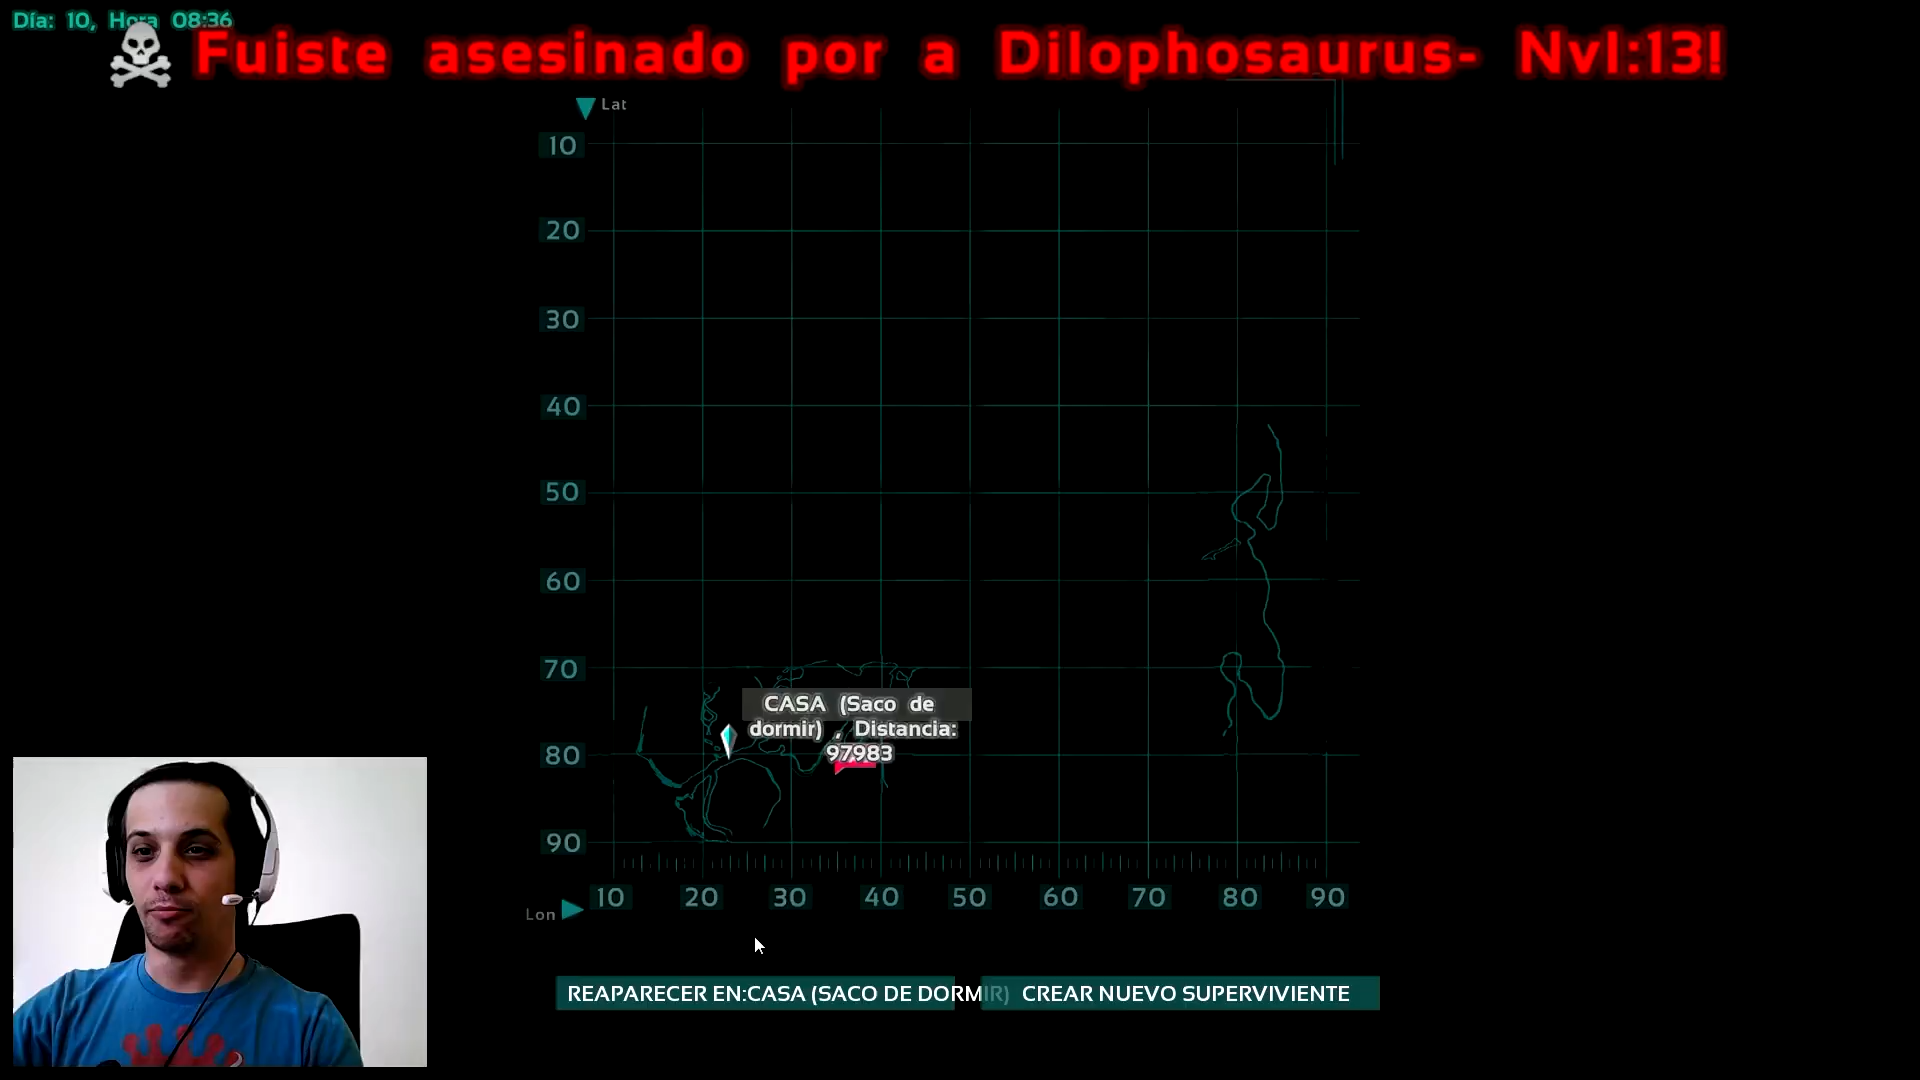 Día: 10, Hora 08:36
Fuiste asesinado por a Dilophosaurus- Nvl:13!
Lat
10
20
30
40
50
60
70
80
90
CASA (Saco de
dormir) , Distancia:
97983
10 20 30 40 50 60 70 80 90
Lon
REAPARECER EN:CASA (SACO DE DORMIR) CREAR NUEVO SUPERVIVIENTE